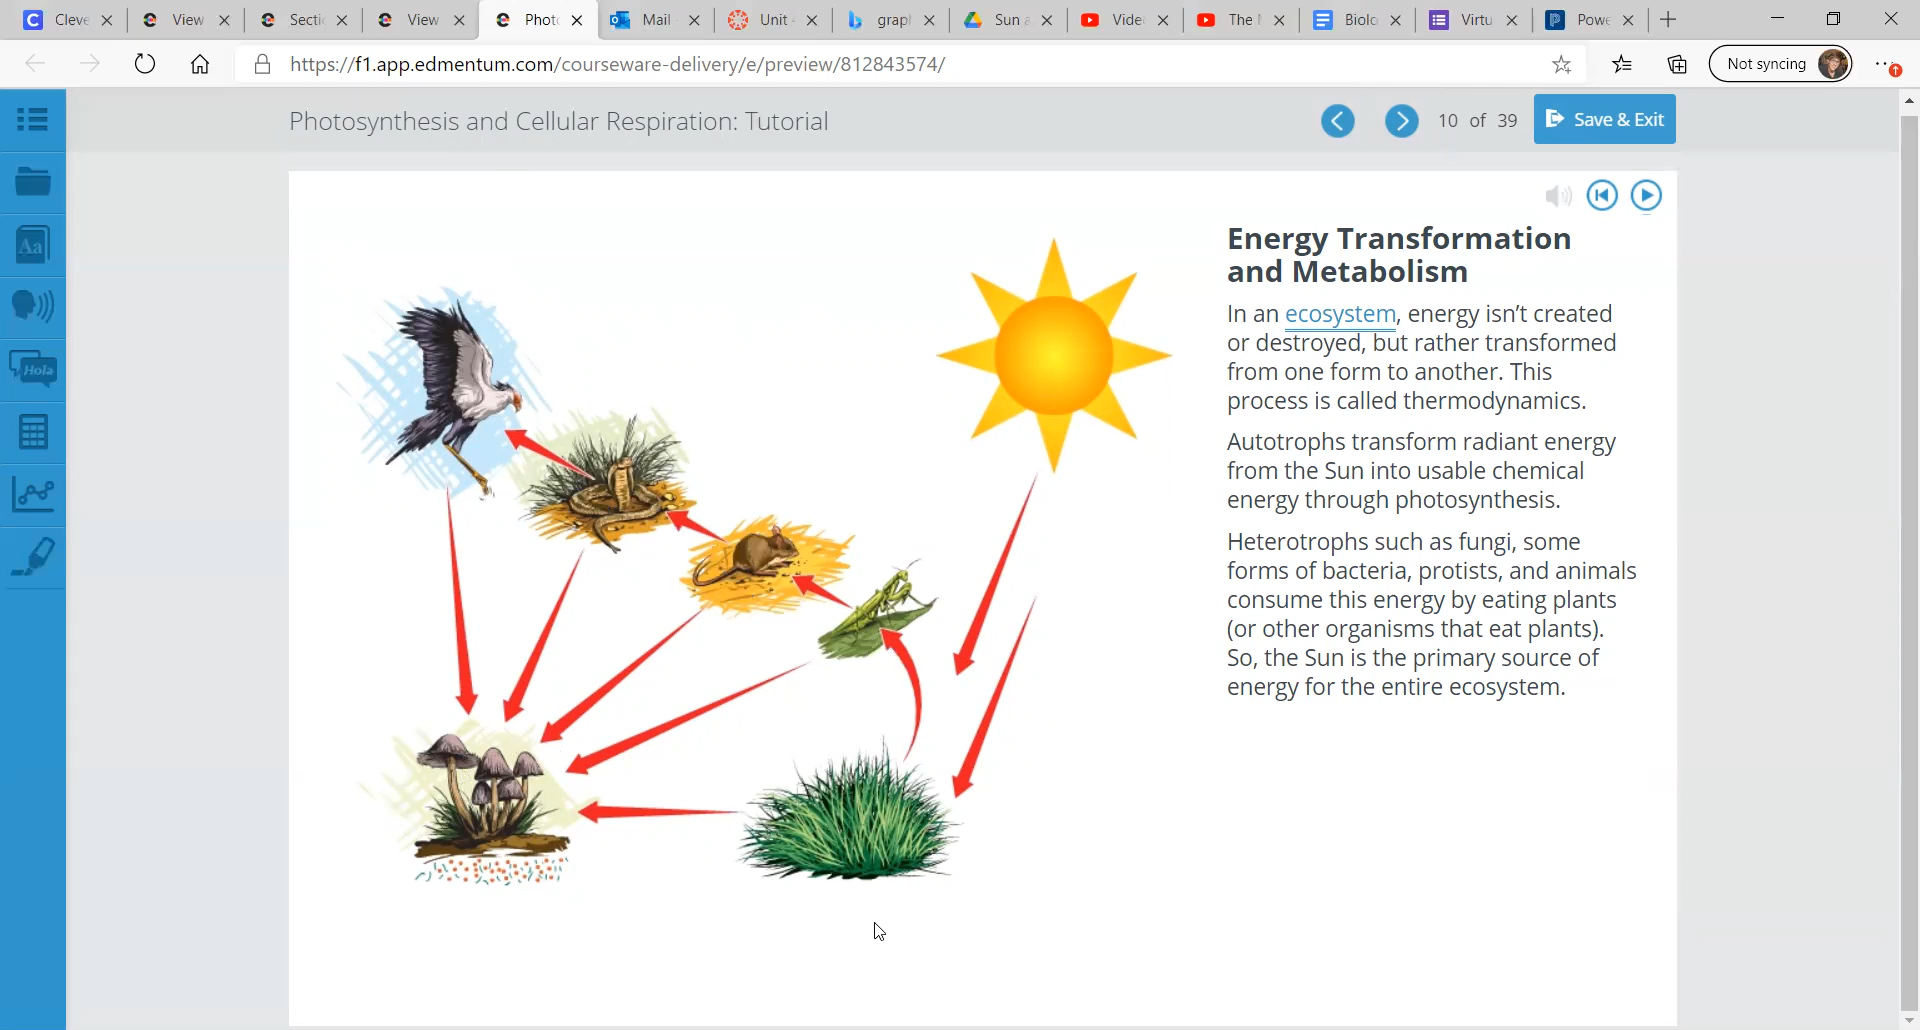 Cleve
View
Secti
View
Phot
Mail
Unit
grap
Sun a
Vide
The
Biolo
Virtu
Powe
https://f1.app.edmentum.com/courseware-delivery/e/preview/812843574/
Not syncing
Photosynthesis and Cellular Respiration: Tutorial
10 of 39
Save & Exit
Aa
Hola
Energy Transformation
and Metabolism
In an ecosystem, energy isn't created
or destroyed, but rather transformed
from one form to another. This
process is called thermodynamics.
Autotrophs transform radiant energy
from the Sun into usable chemical
energy through photosynthesis.
Heterotrophs such as fungi, some
forms of bacteria, protists, and animals
consume this energy by eating plants
(or other organisms that eat plants).
So, the Sun is the primary source of
energy for the entire ecosystem.